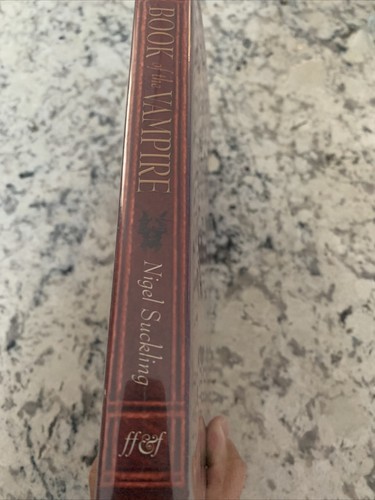 BOOK of the VAMPIRE
Nigel Suckling
ff&f